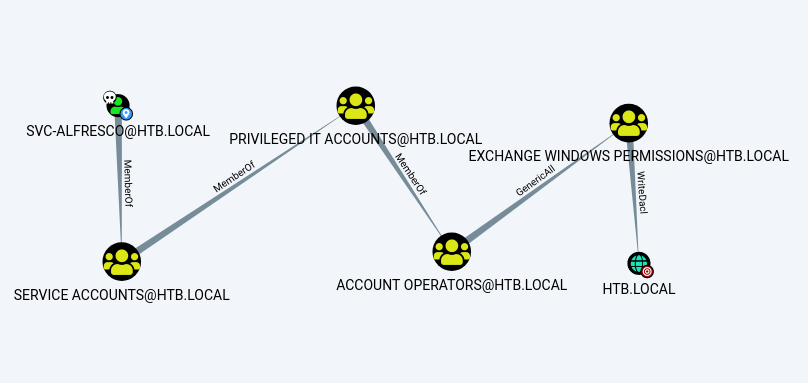 SVC-ALFRESCO@HTB.LOCAL
MemberOf
SERVICE ACCOUNTS@HTB.LOCAL
MemberOf
PRIVILEGED IT ACCOUNTS@HTB.LOCAL
MemberOf
ACCOUNT OPERATORS@HTB.LOCAL
GenericAll
EXCHANGE WINDOWS PERMISSIONS@HTB.LOCAL
WriteDacl
HTB.LOCAL